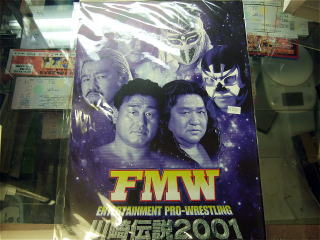 FMW
ENTERTAINMENT PRO-WRESTLING
川崎伝説2001